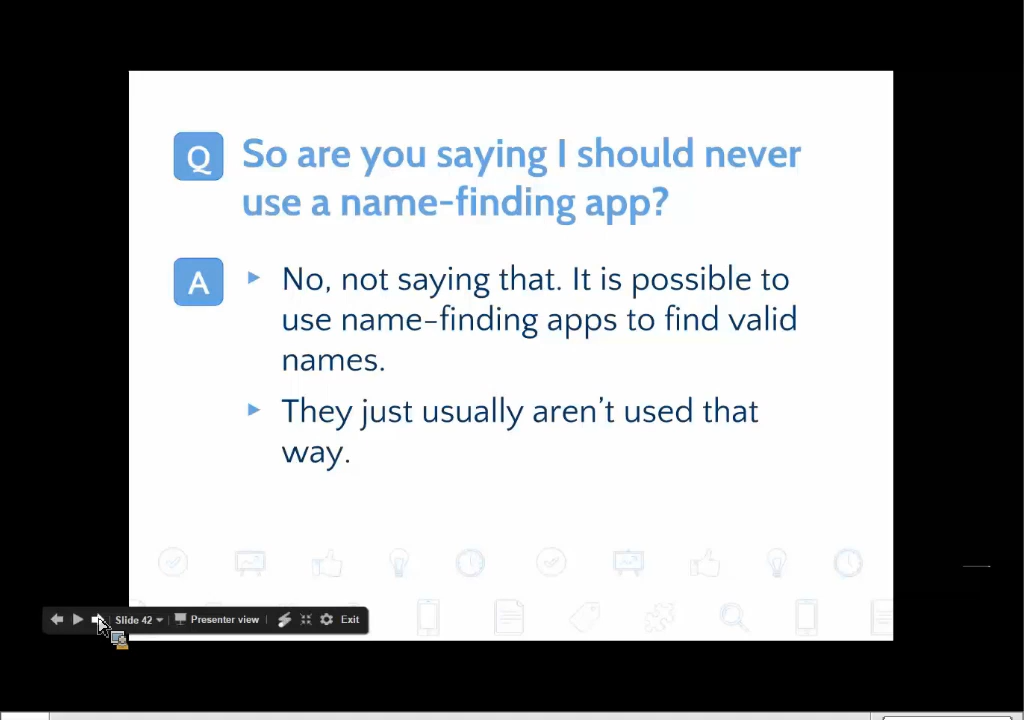 Q So are you saying I should never
use a name-finding app?
A ▸ No, not saying that. It is possible to
use name-finding apps to find valid
names.
▸ They just usually aren’t used that
way.
Slide 42 Presenter view Exit